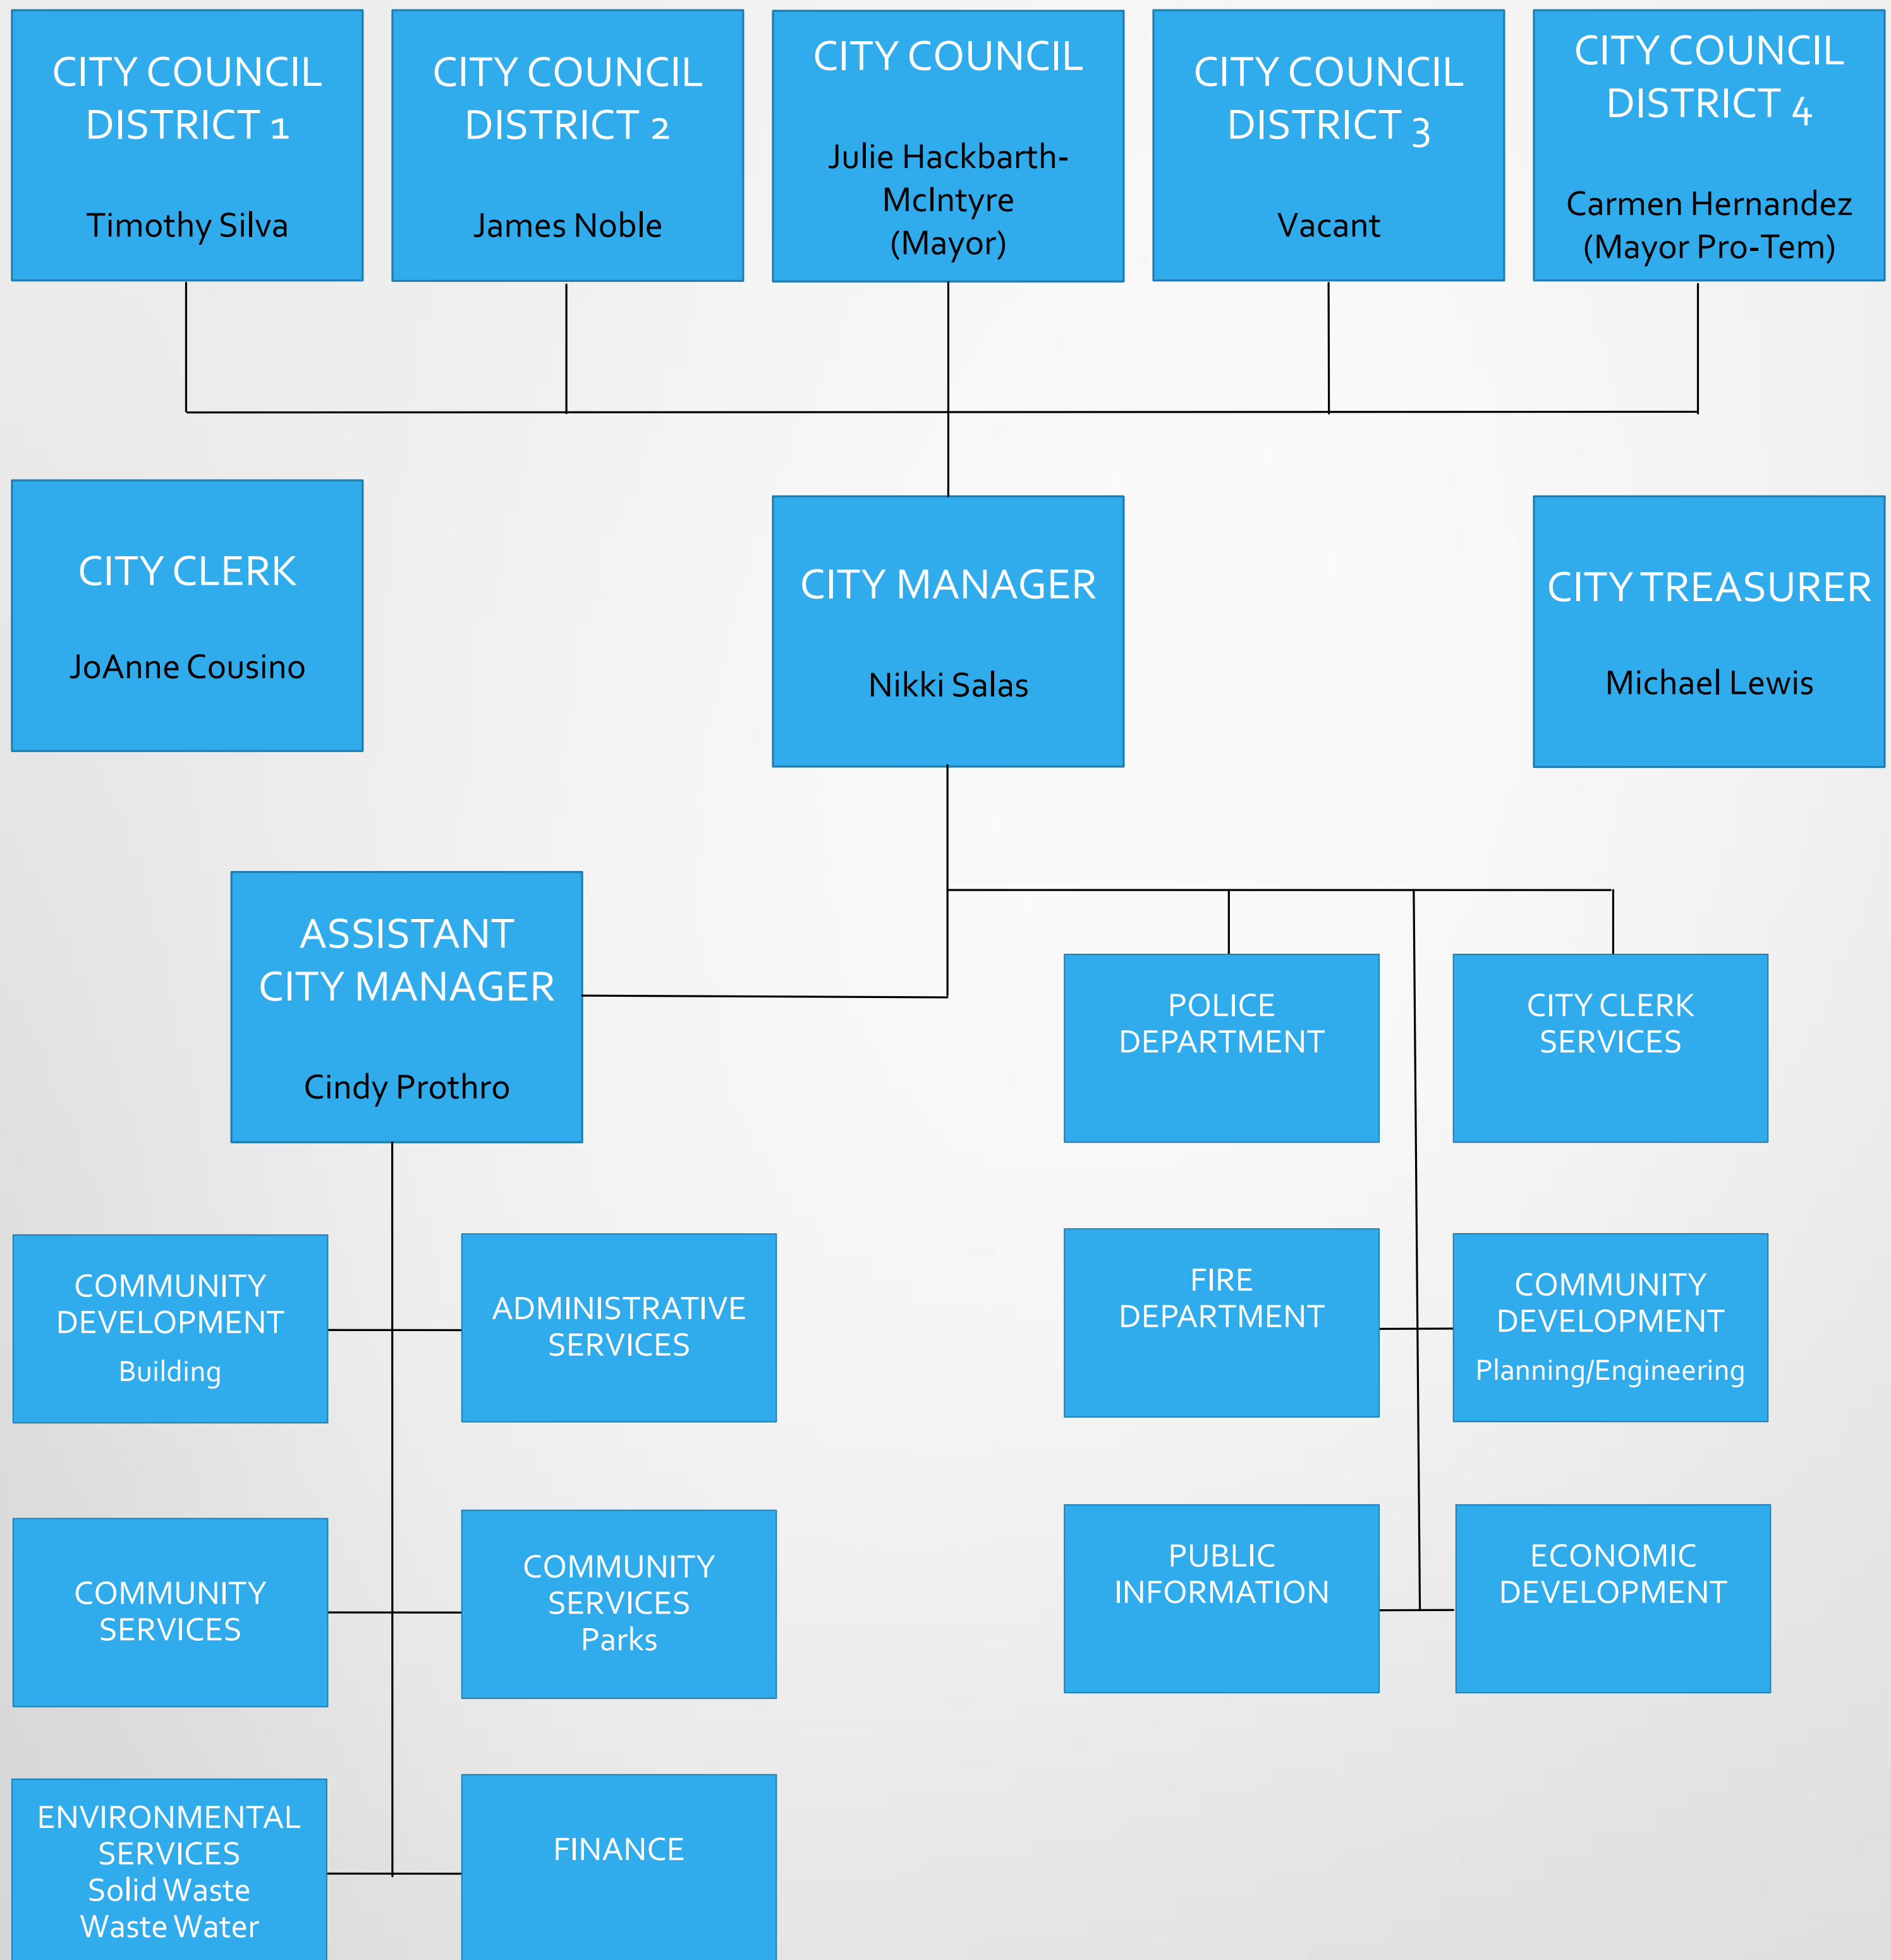 CITY COUNCIL
DISTRICT 1
Timothy Silva
CITY COUNCIL
DISTRICT 2
James Noble
CITY COUNCIL
Julie Hackbarth-
McIntyre
(Mayor)
CITY COUNCIL
DISTRICT 3
Vacant
CITY COUNCIL
DISTRICT 4
Carmen Hernandez
(Mayor Pro-Tem)
CITY CLERK
JoAnne Cousino
CITY MANAGER
Nikki Salas
CITY TREASURER
Michael Lewis
ASSISTANT
CITY MANAGER
Cindy Prothro
POLICE
DEPARTMENT
CITY CLERK
SERVICES
COMMUNITY
DEVELOPMENT
Building
ADMINISTRATIVE
SERVICES
FIRE
DEPARTMENT
COMMUNITY
DEVELOPMENT
Planning/Engineering
COMMUNITY
SERVICES
COMMUNITY
SERVICES
Parks
PUBLIC
INFORMATION
ECONOMIC
DEVELOPMENT
ENVIRONMENTAL
SERVICES
Solid Waste
Waste Water
FINANCE